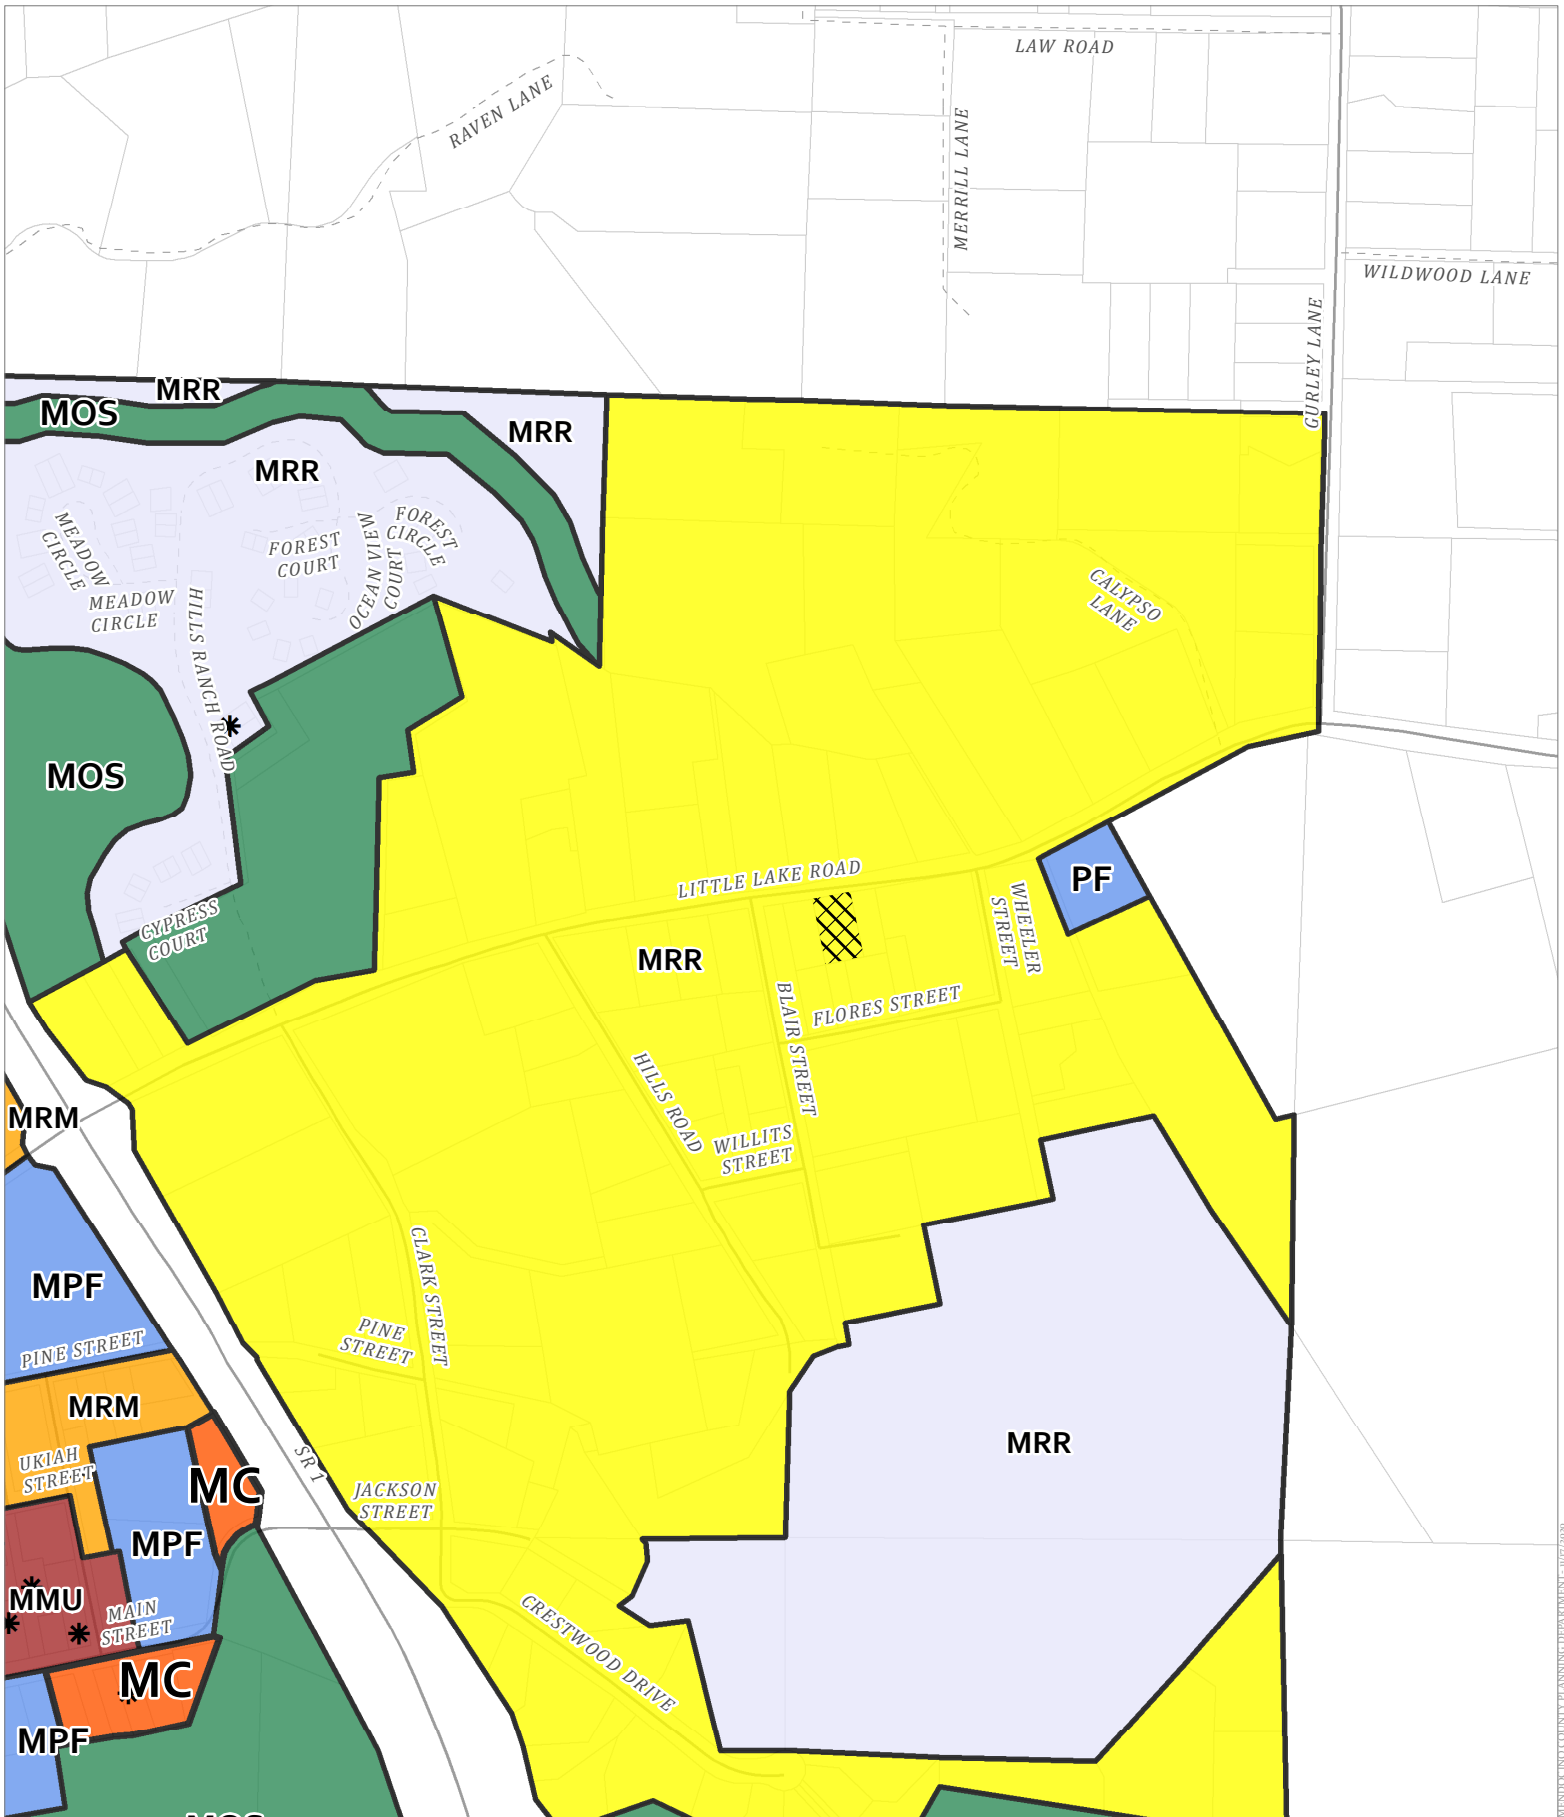 LAW ROAD
RAVEN LANE
MERRILL LANE
WILDWOOD LANE
GURLEY LANE
MRR
MOS
MRR
MRR
MEADOW
CIRCLE
FOREST
COURT
OCEAN VIEW
COURT
FOREST
CIRCLE
MEADOW
CIRCLE
HILLS RANCH ROAD
CALYPSO
LANE
MOS
LITTLE LAKE ROAD
PF
WHEELER
STREET
CYPRESS
COURT
MRR
BLAIR STREET
FLORES STREET
HILLS ROAD
MRM
WILLITS
STREET
MPF
CLARK STREET
PINE STREET
PINE
STREET
MRM
MRR
UKIAH
STREET
SR 1
MC
JACKSON
STREET
MPF
MMU
MAIN
STREET
CRESTWOOD DRIVE
MC
MPF
MOS